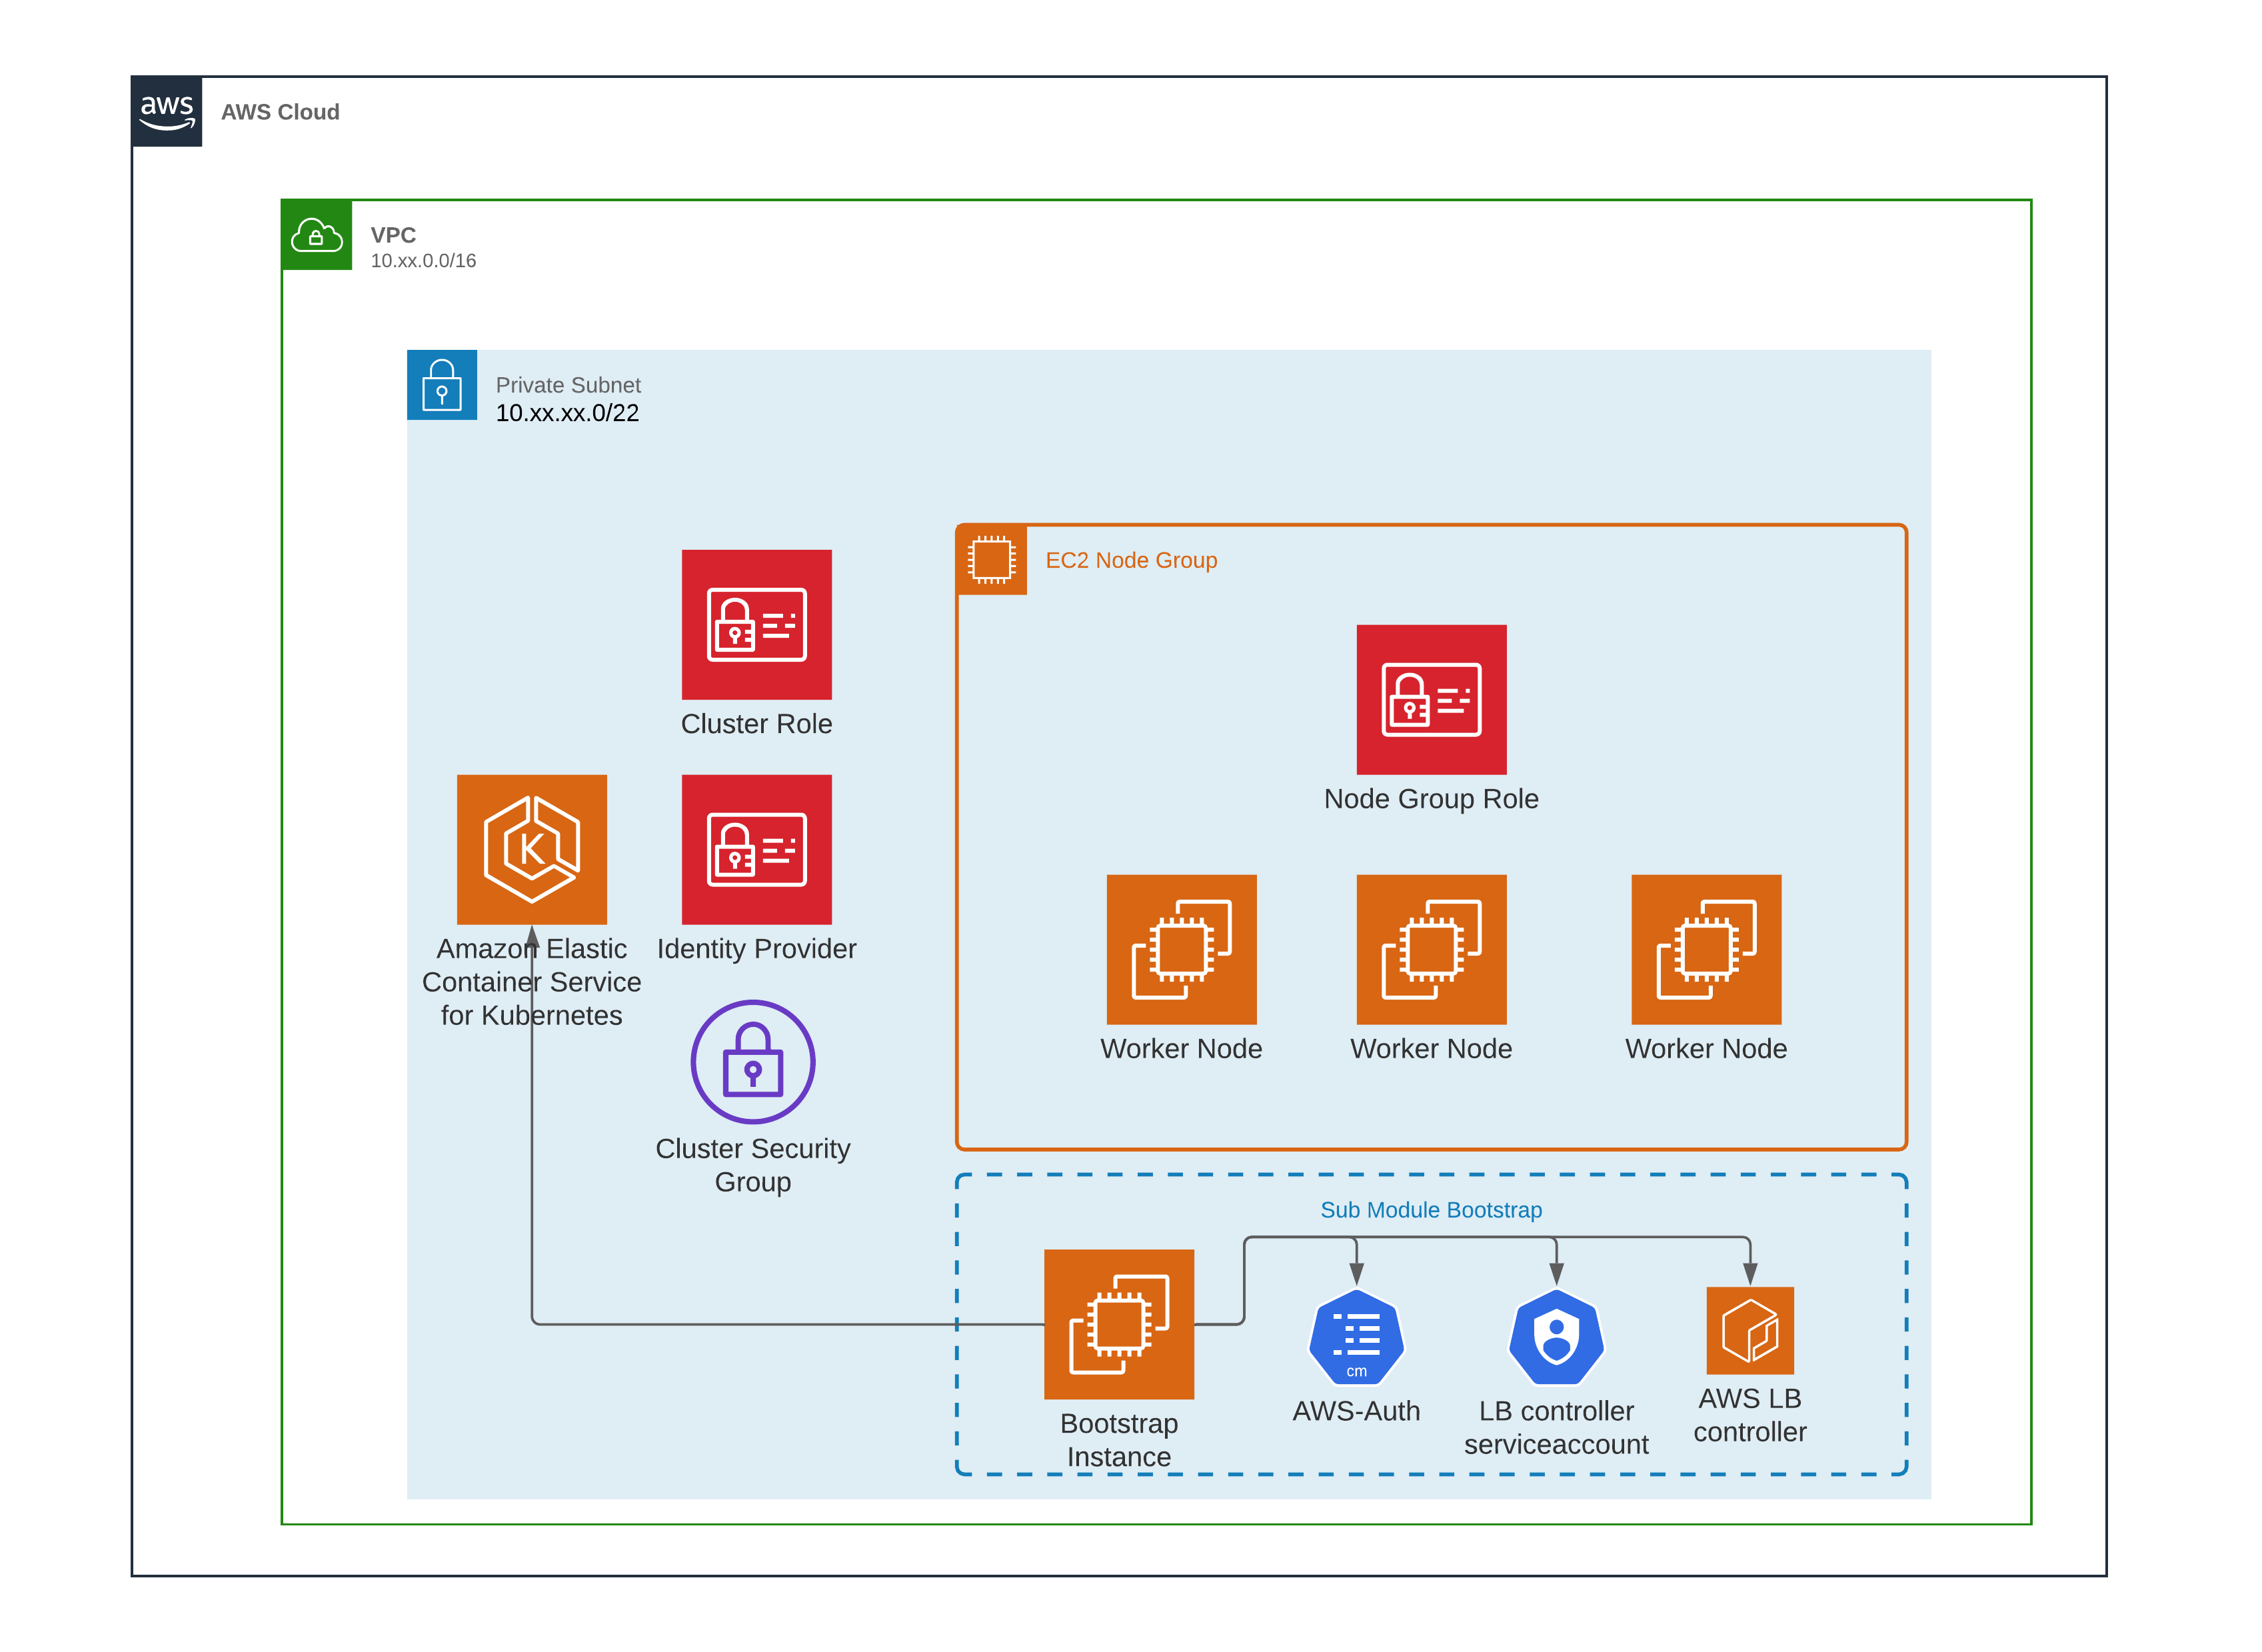 aws
AWS Cloud
VPC
10.xx.0.0/16
Private Subnet
10.xx.xx.0/22
EC2 Node Group
Cluster Role
Node Group Role
K
Amazon Elastic
Container Service
for Kubernetes
Identity Provider
Worker Node
Worker Node
Worker Node
Cluster Security
Group
Sub Module Bootstrap
Bootstrap
Instance
cm
AWS-Auth
LB controller
serviceaccount
AWS LB
controller